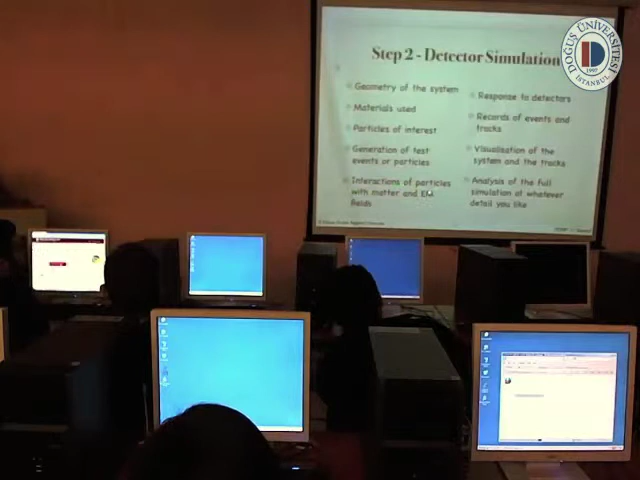 DOĞUŞ ÜNİVERSİTESİ
1997
İSTANBUL
Step 2 - Detector Simulation
Geometry of the system
Materials used
Particles of interest
Generation of test
events or particles
Interactions of particles
with matter and EM
fields
Response to detectors
Records of events and
tracks
Visualisation of the
system and the tracks
Analysis of the full
simulation at whatever
detail you like